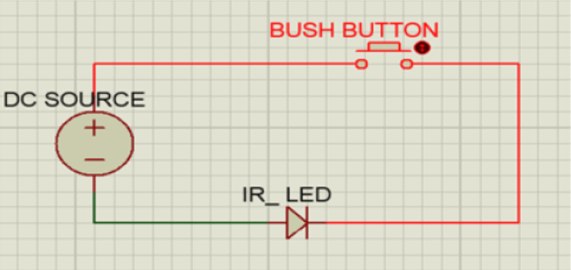 BUSH BUTTON
DC SOURCE
+
−
IR_ LED